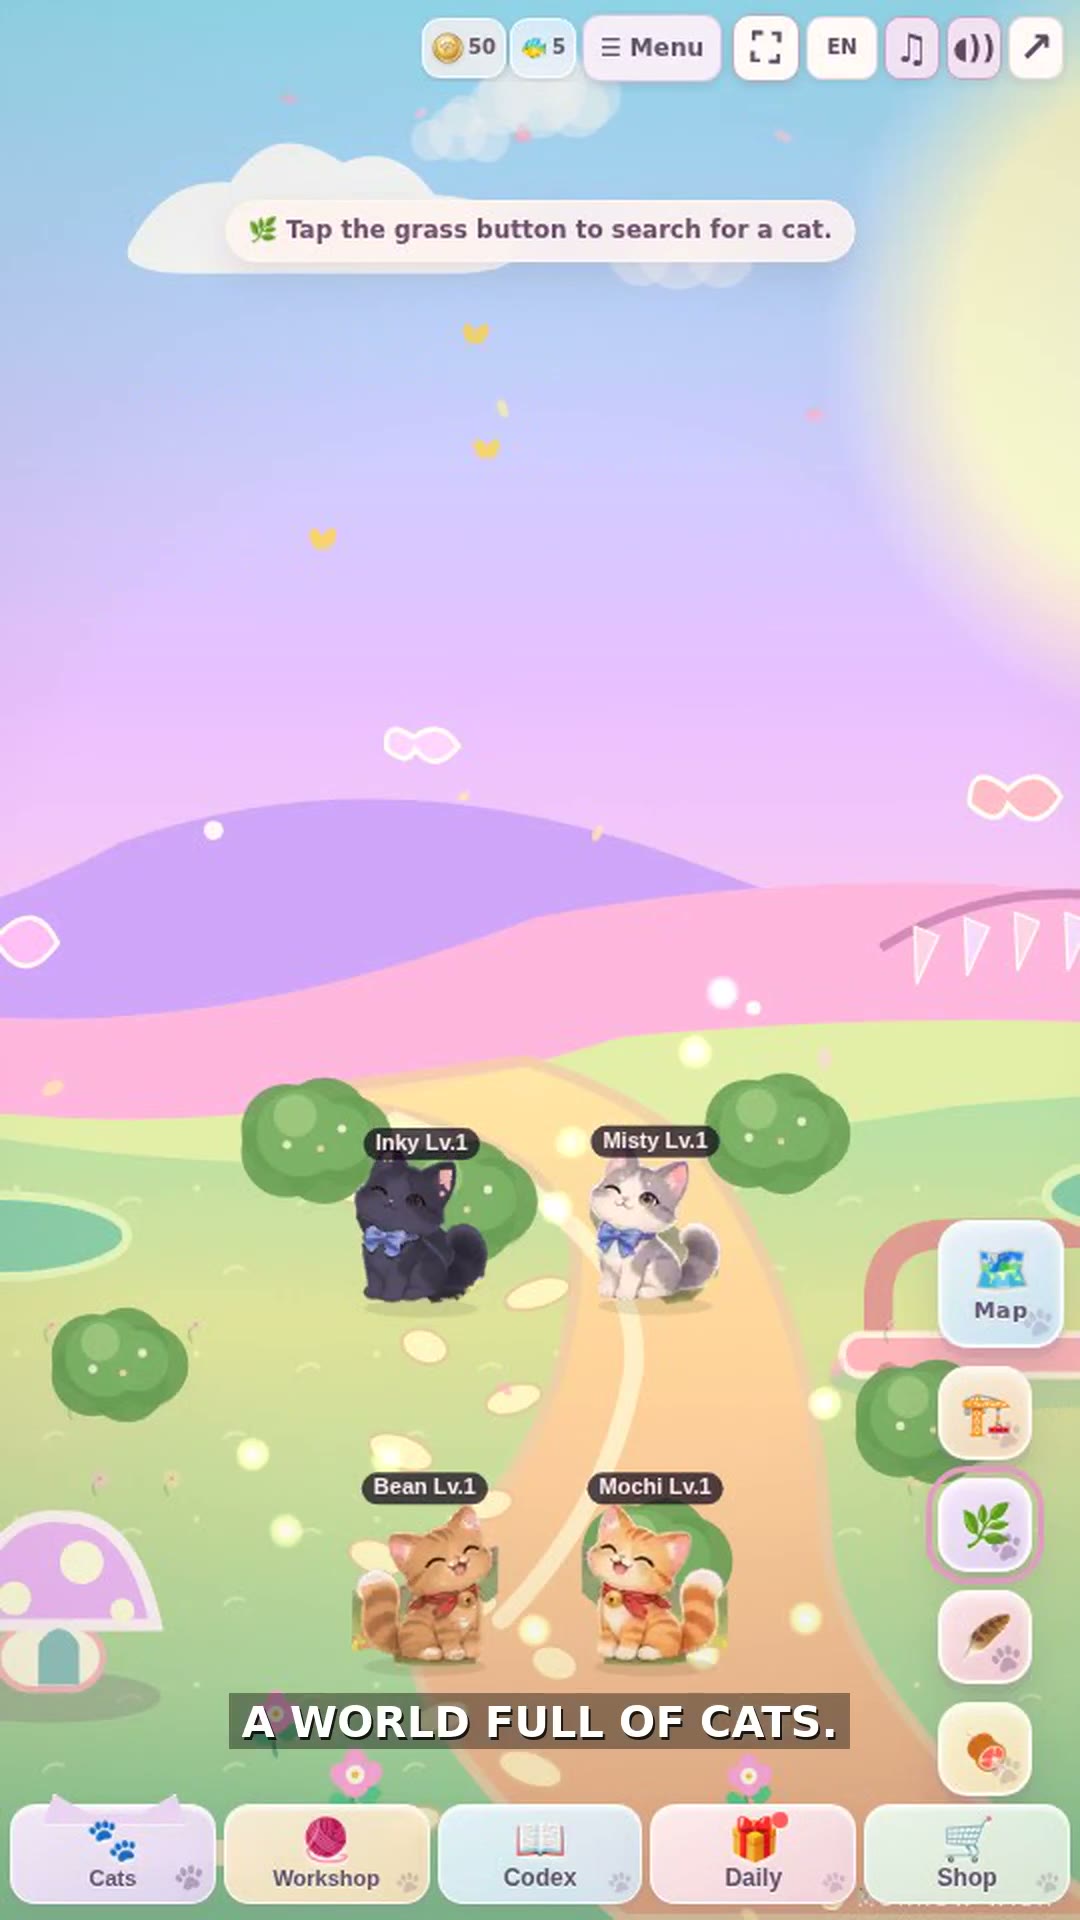 50
5
☰ Menu
EN
Tap the grass button to search for a cat.
Inky Lv.1
Misty Lv.1
Map
Bean Lv.1
Mochi Lv.1
A WORLD FULL OF CATS.
Cats
Workshop
Codex
Daily
Shop